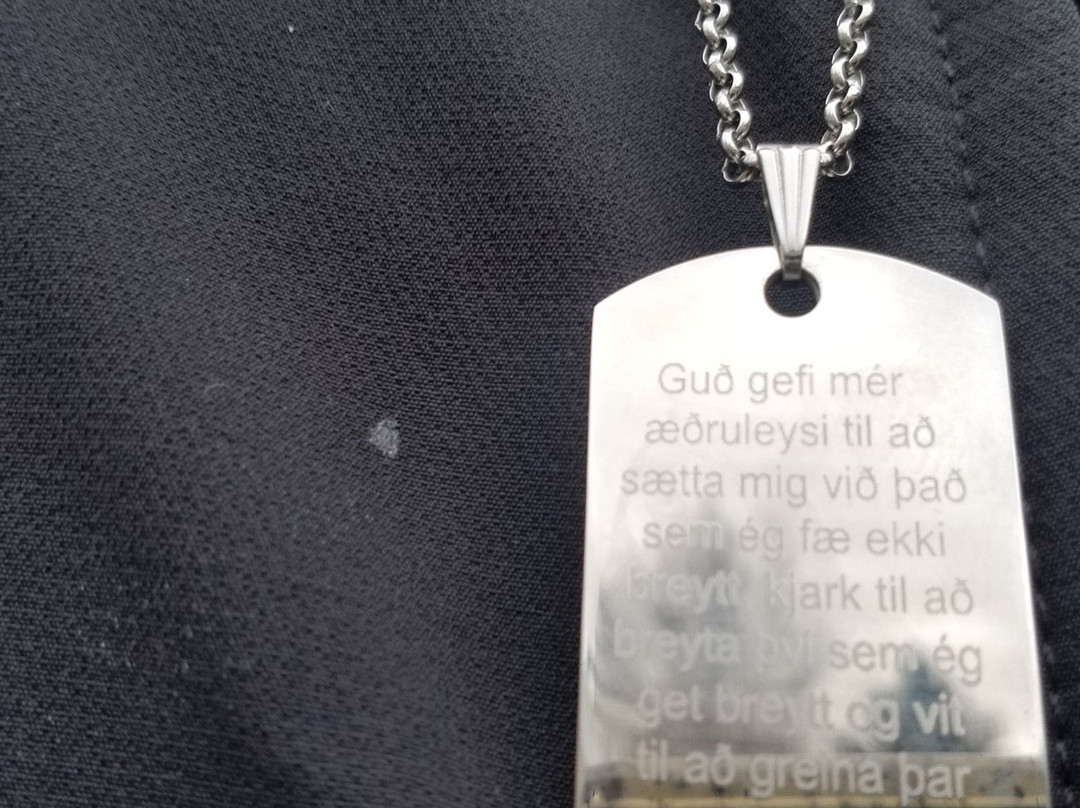 Guð gefi mér
æðruleysi til að
sætta mig við það
sem ég fæ ekki
breytt, kjark til að
breyta því sem ég
get breytt og vit
til að greina þar